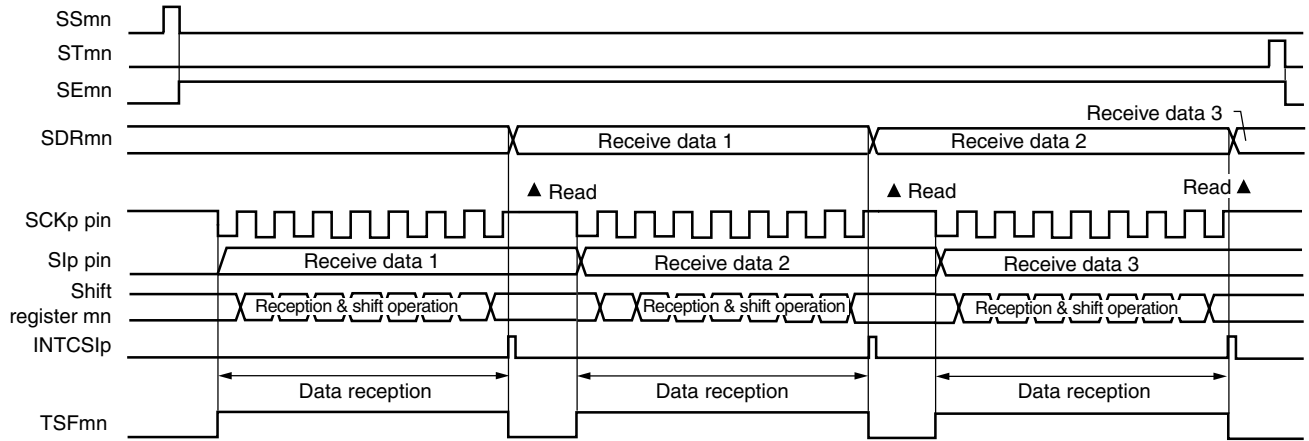 SSmn
STmn
SEmn
Receive data 3
SDRmn
Receive data 1
Receive data 2
▲ Read
▲ Read
Read ▲
SCKp pin
SIp pin
Receive data 1
Receive data 2
Receive data 3
Shift
register mn
Reception & shift operation
Reception & shift operation
Reception & shift operation
INTCSIp
Data reception
Data reception
Data reception
TSFmn